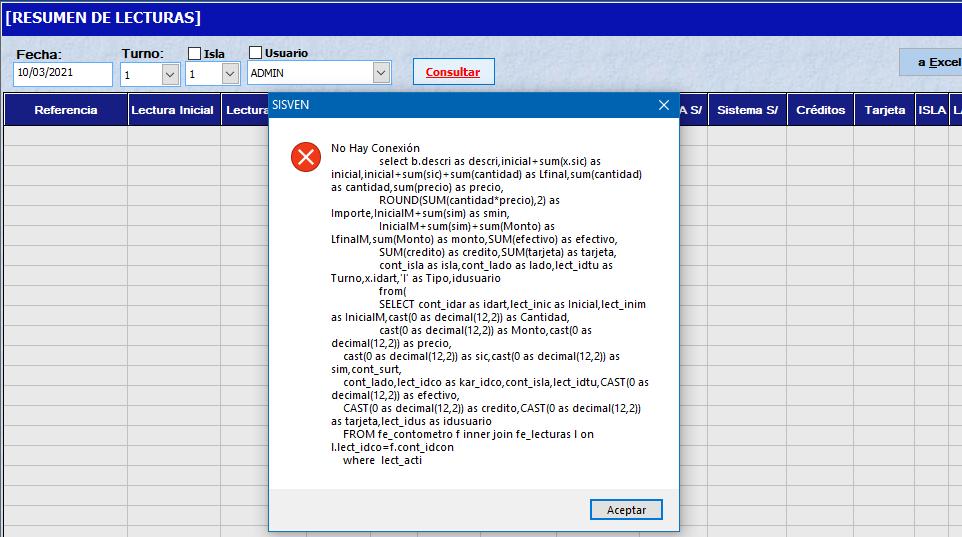 [RESUMEN DE LECTURAS]
Fecha: Turno: Isla Usuario
10/03/2021 1 1 ADMIN Consultar a Excel
Referencia Lectura Inicial Lectura A S/ Sistema S/ Créditos Tarjeta ISLA LA
SISVEN
No Hay Conexión
select b.descri as descri,inicial+sum(x.sic) as
inicial,inicial+sum(sic)+sum(cantidad) as Lfinal,sum(cantidad)
as cantidad,sum(precio) as precio,
ROUND(SUM(cantidad*precio),2) as
Importe,InicialM+sum(sim) as smin,
InicialM+sum(sim)+sum(Monto) as
LfinalM,sum(Monto) as monto,SUM(efectivo) as efectivo,
SUM(credito) as credito,SUM(tarjeta) as tarjeta,
cont_isla as isla,cont_lado as lado,lect_idtu as
Turno,x.idart,'I' as Tipo,idusuario
from(
SELECT cont_idar as idart,lect_inic as Inicial,lect_inim
as InicialM,cast(0 as decimal(12,2)) as Cantidad,
cast(0 as decimal(12,2)) as Monto,cast(0 as
decimal(12,2)) as precio,
cast(0 as decimal(12,2)) as sic,cast(0 as decimal(12,2)) as
sim,cont_surt,
cont_lado,lect_idco as kar_idco,cont_isla,lect_idtu,CAST(0 as
decimal(12,2)) as efectivo,
CAST(0 as decimal(12,2)) as credito,CAST(0 as decimal(12,2))
as tarjeta,lect_idus as idusuario
FROM fe_contometro f inner join fe_lecturas l on
l.lect_idco=f.cont_idcon
where lect_acti
Aceptar